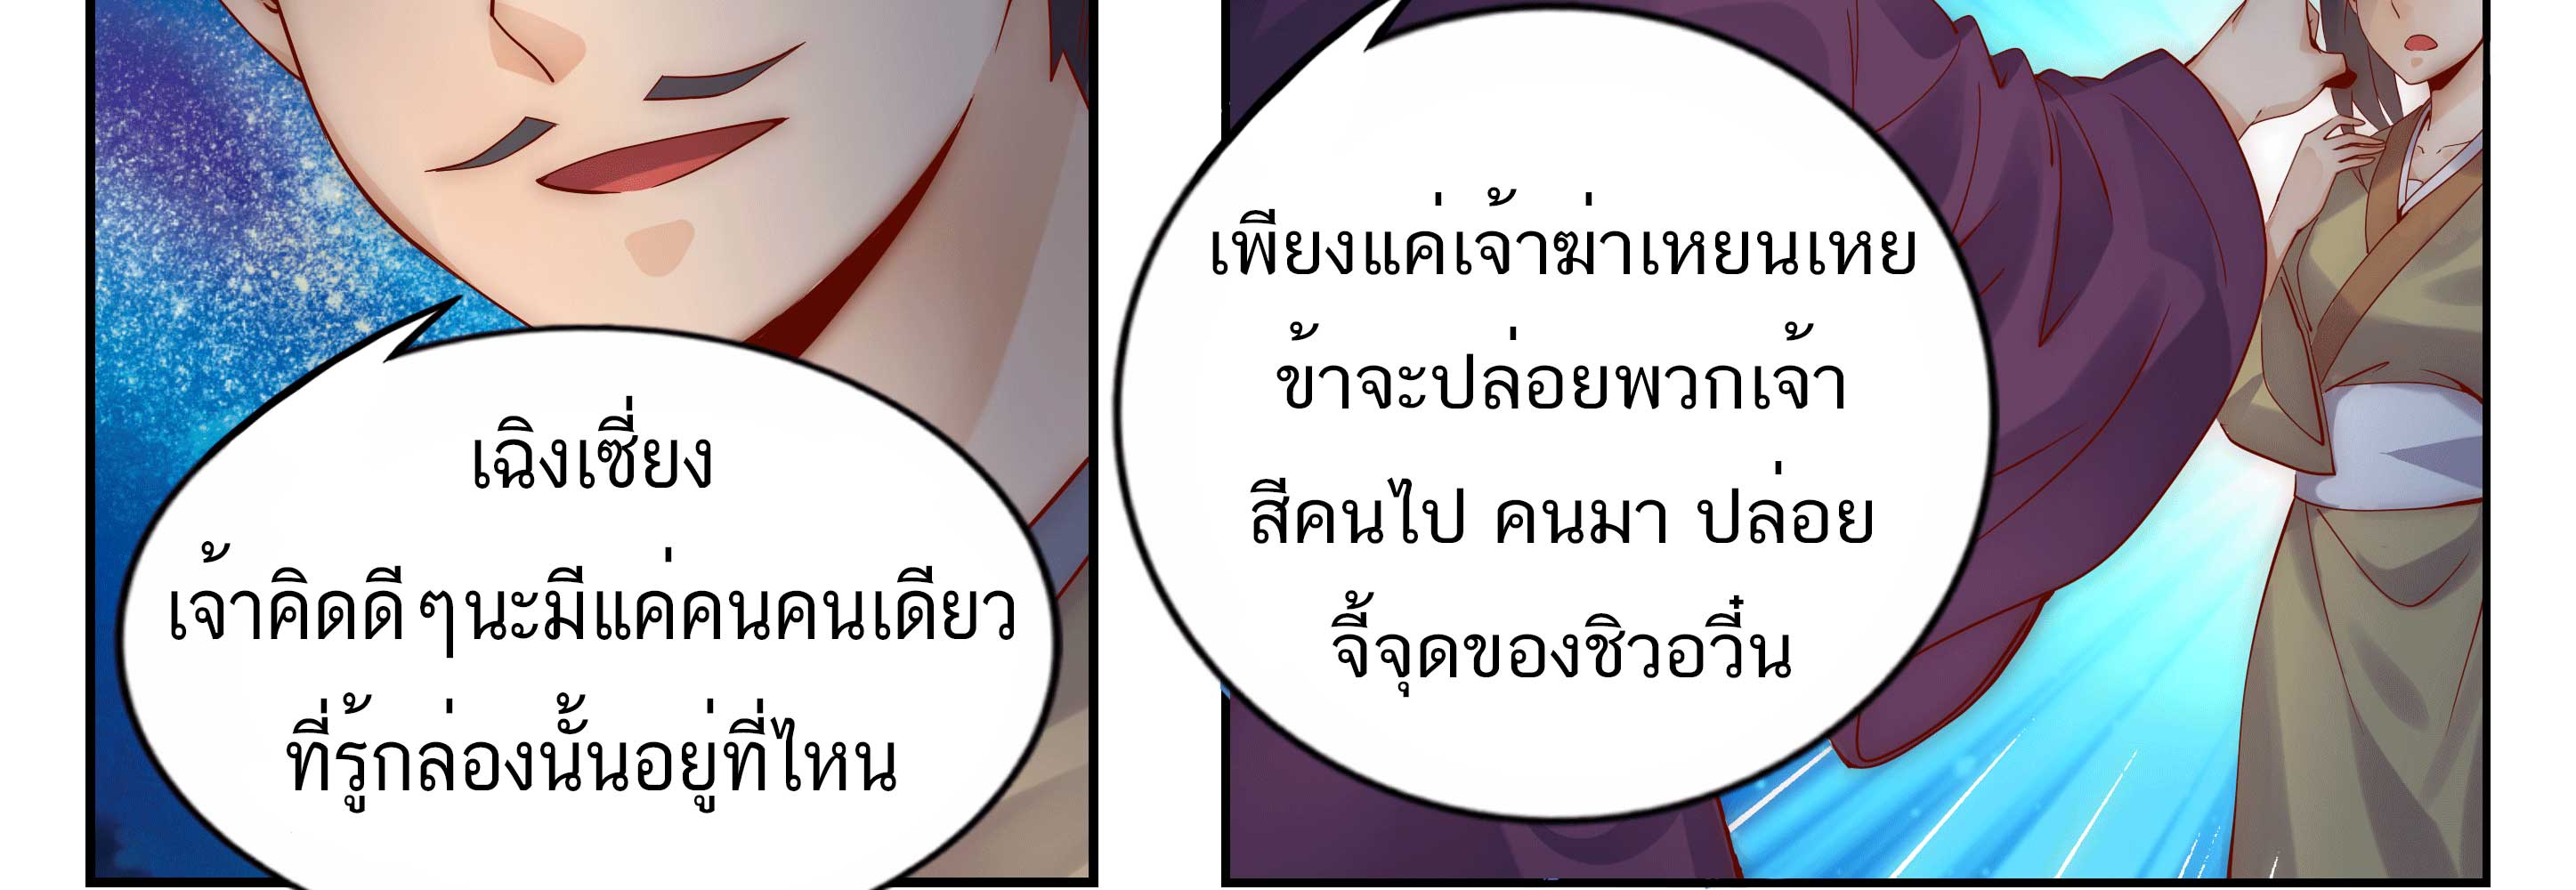 เฉิงเซี่ยง
เจ้าคิดดีๆนะมีแค่คนคนเดียว
ที่รู้กล่องนั้นอยู่ที่ไหน
เพียงแค่เจ้าฆ่าเหยนเหย
ข้าจะปล่อยพวกเจ้า
สีคนไป คนมา ปล่อย
จี้จุดของชิวอวี๋น